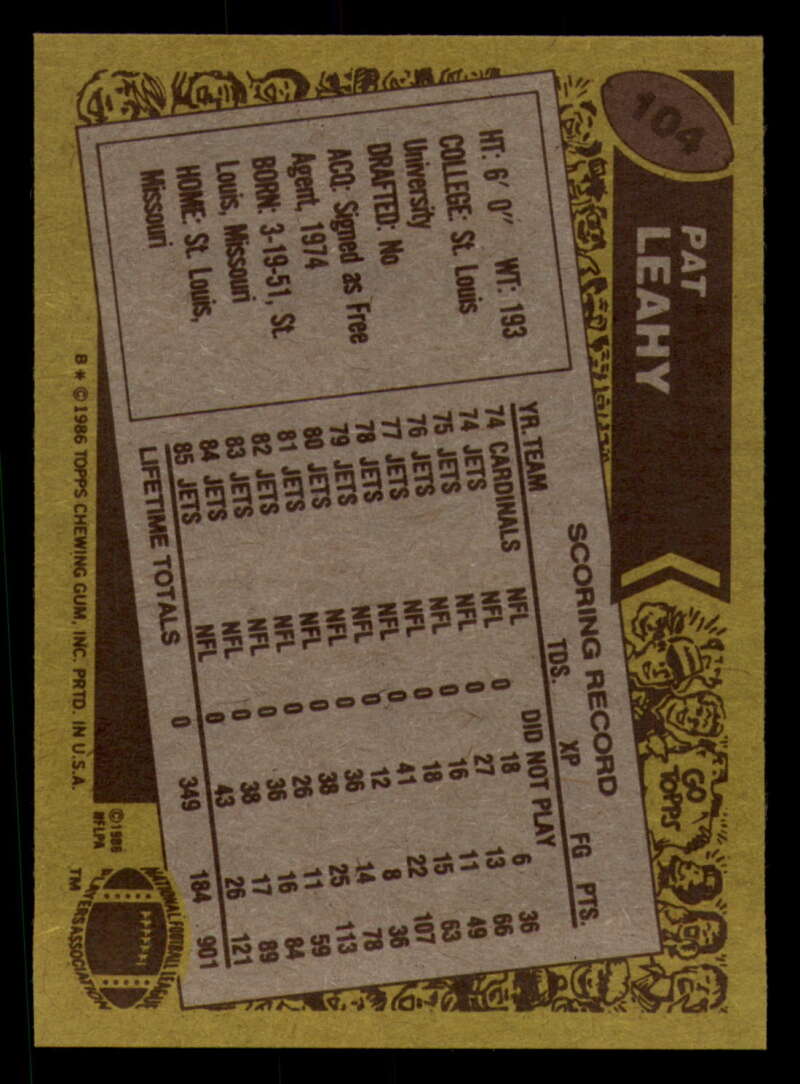 104
PAT
LEAHY
HT: 6' 0" WT: 193
COLLEGE: St. Louis
University
DRAFTED: No
ACQ: Signed as Free
Agent, 1974
BORN: 3-19-51, St.
Louis, Missouri
HOME: St. Louis,
Missouri
SCORING RECORD
YR. TEAM TDS. XP FG PTS.
74 CARDINALS NFL DID NOT PLAY
74 JETS NFL 0 18 6 36
75 JETS NFL 0 27 13 66
76 JETS NFL 0 16 11 49
77 JETS NFL 0 18 15 63
78 JETS NFL 0 41 22 107
79 JETS NFL 0 12 8 36
80 JETS NFL 0 36 14 78
81 JETS NFL 0 38 25 113
82 JETS NFL 0 26 11 59
83 JETS NFL 0 36 16 84
84 JETS NFL 0 38 17 89
85 JETS NFL 0 43 26 121
LIFETIME TOTALS 0 349 184 901
GO
TOPPS
B * ©1986 TOPPS CHEWING GUM, INC. PRTD. IN U.S.A.
©1986
NFLPA
NATIONAL FOOTBALL LEAGUE
PLAYERS ASSOCIATION
TM